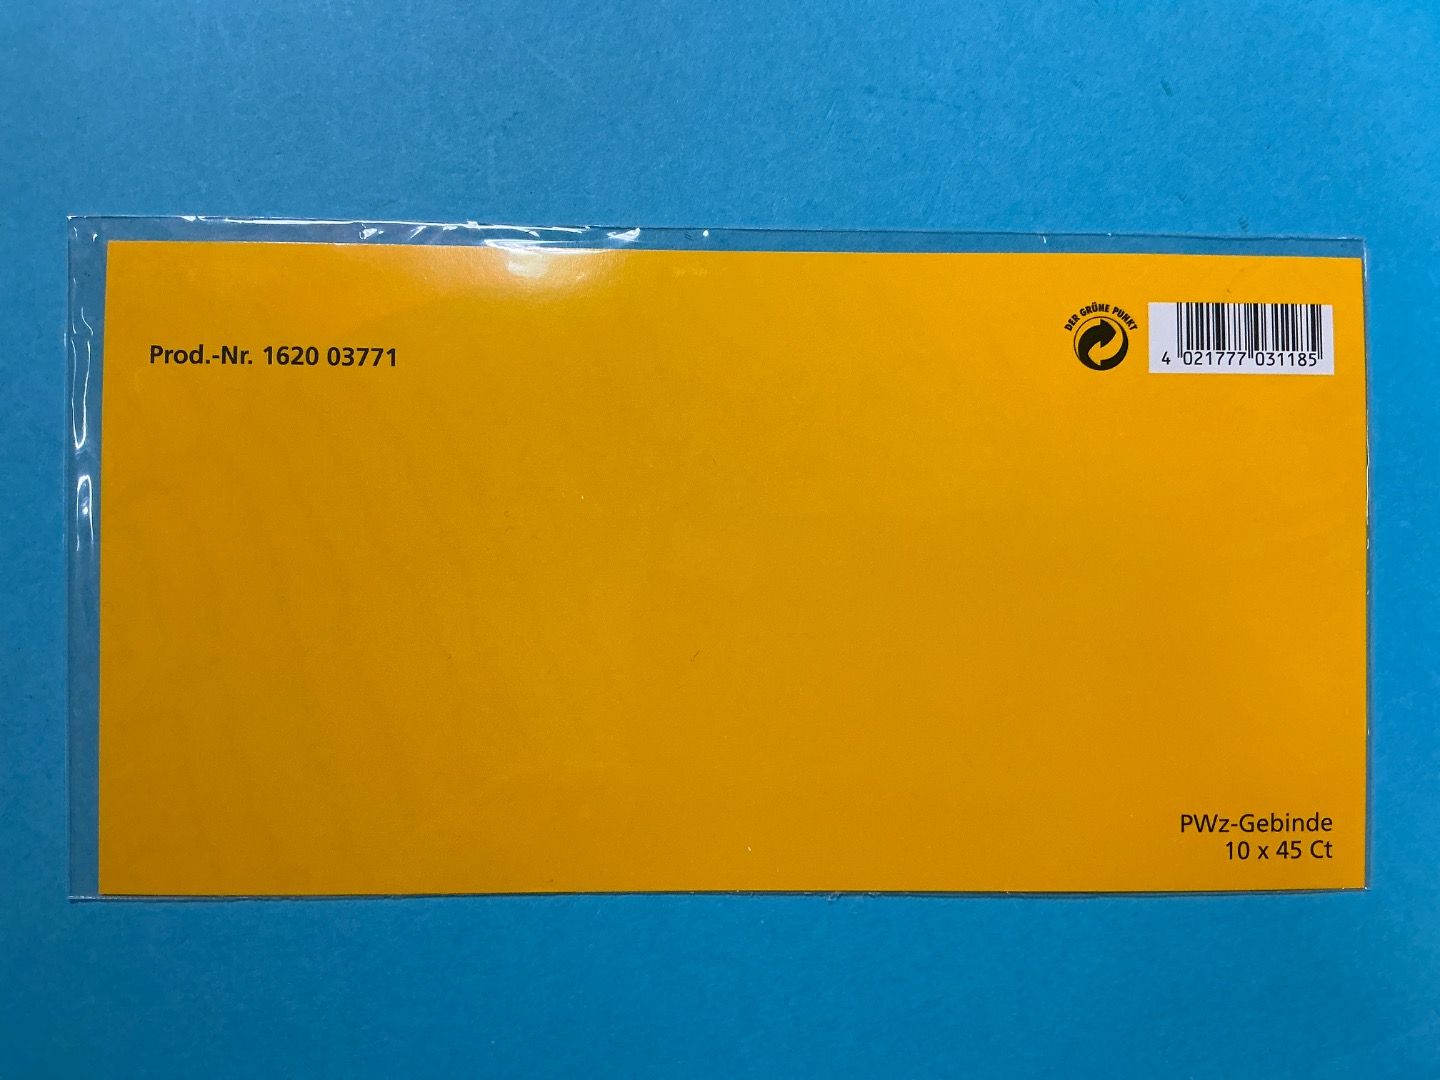 Prod.-Nr. 1620 03771
DER GRÜNE PUNKT
4 021777 031185
PWz-Gebinde
10 x 45 Ct